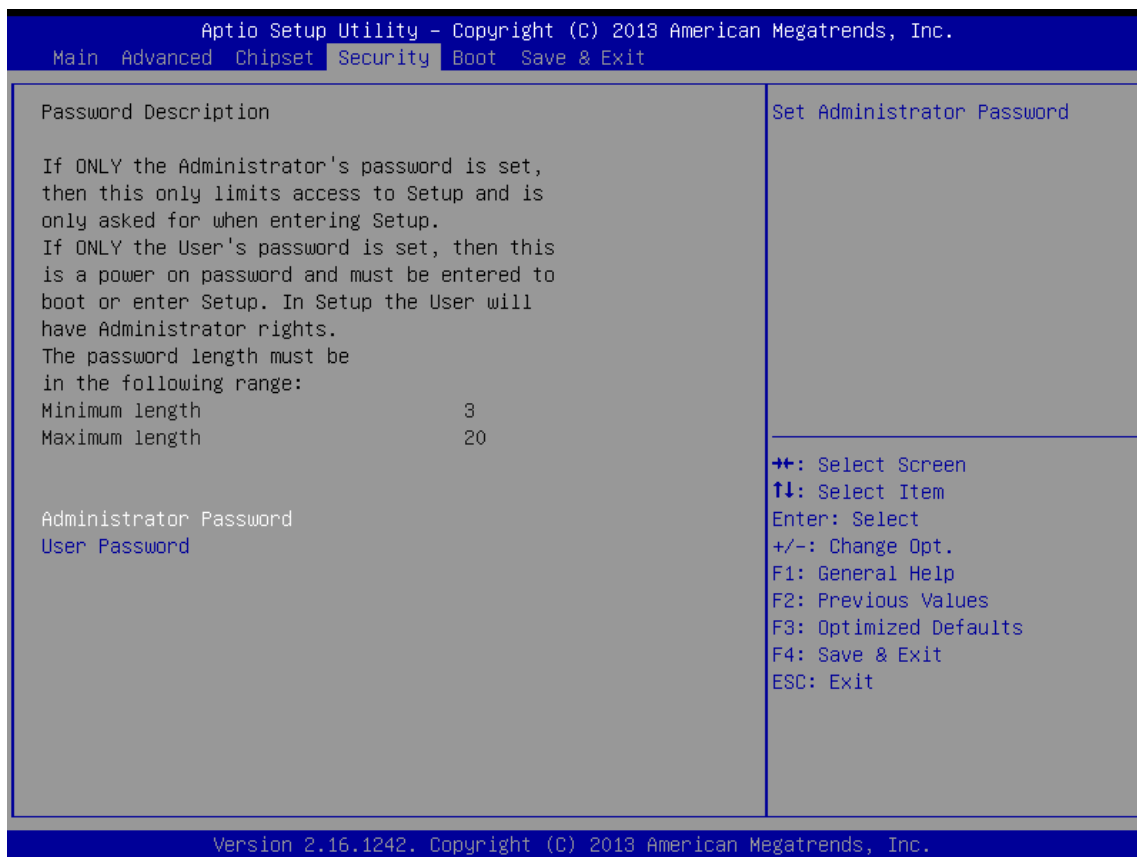 Aptio Setup Utility – Copyright (C) 2013 American Megatrends, Inc.
Main Advanced Chipset Security Boot Save & Exit
Password Description
If ONLY the Administrator's password is set,
then this only limits access to Setup and is
only asked for when entering Setup.
If ONLY the User's password is set, then this
is a power on password and must be entered to
boot or enter Setup. In Setup the User will
have Administrator rights.
The password length must be
in the following range:
Minimum length 3
Maximum length 20
Administrator Password
User Password
Set Administrator Password
→←: Select Screen
↑↓: Select Item
Enter: Select
+/-: Change Opt.
F1: General Help
F2: Previous Values
F3: Optimized Defaults
F4: Save & Exit
ESC: Exit
Version 2.16.1242. Copyright (C) 2013 American Megatrends, Inc.